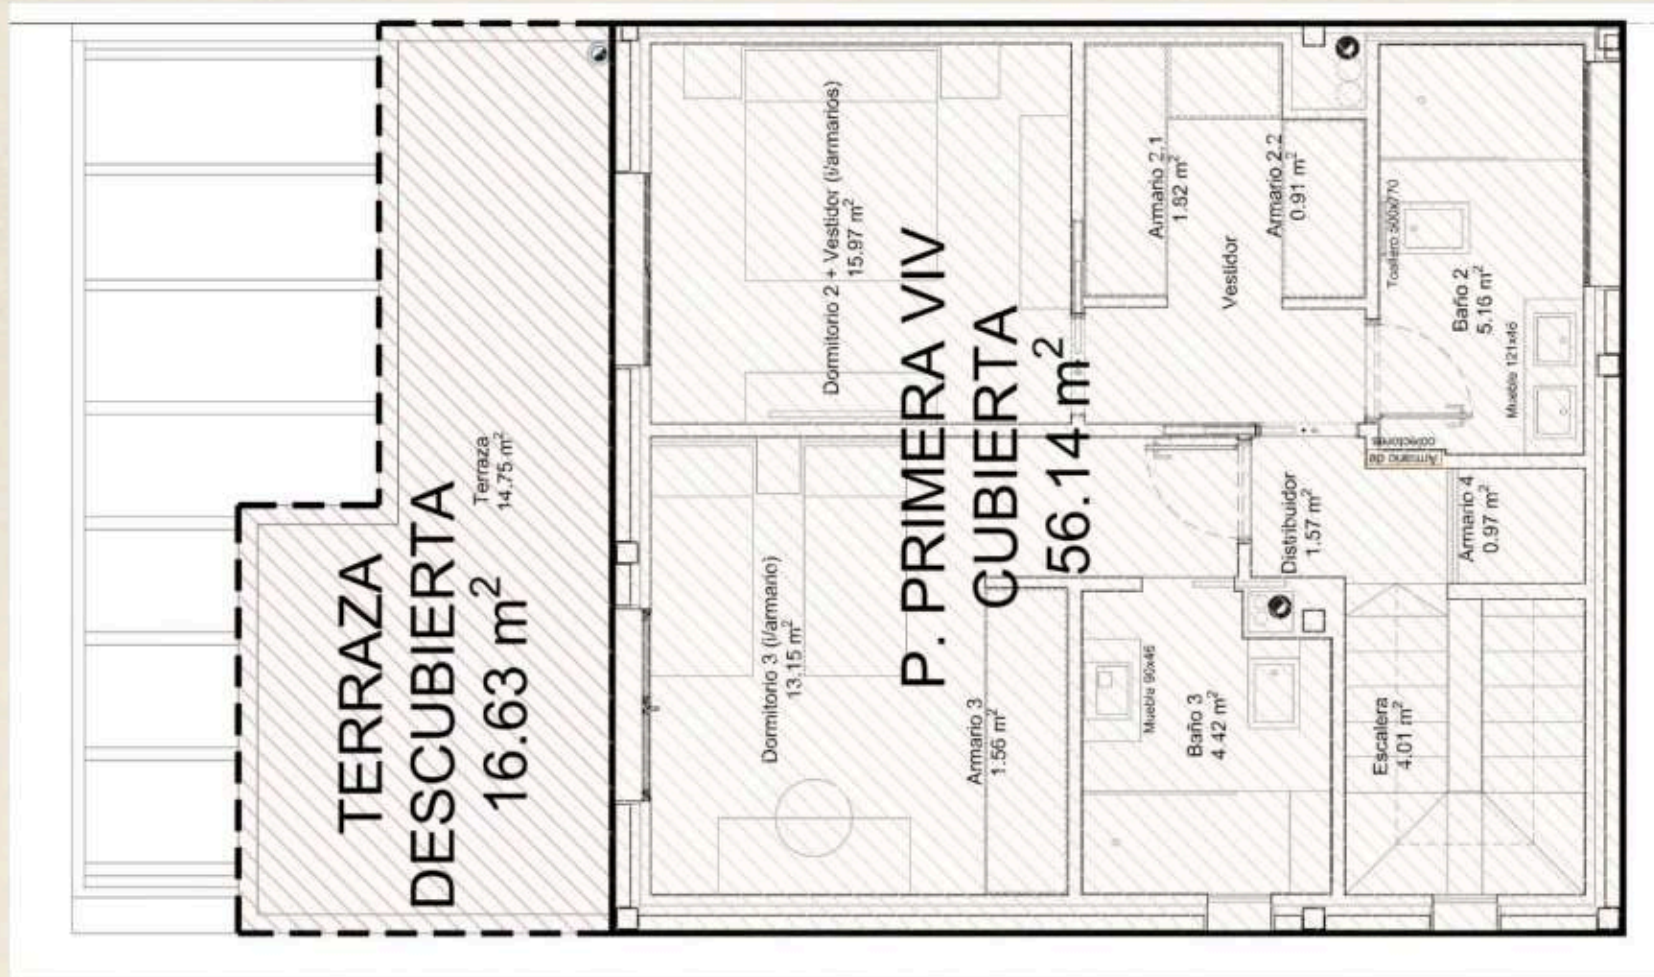 TERRAZA
DESCUBIERTA
16.63 m²
Terraza
14.75 m²
P. PRIMERA VIV
CUBIERTA
56.14 m²
Dormitorio 2 + Vestidor (i/armarios)
15.97 m²
Dormitorio 3 (i/armario)
13.15 m²
Armario 3
1.56 m²
Armario 2.1
1.82 m²
Armario 2.2
0.91 m²
Vestidor
Toallero 500x770
Baño 2
5.16 m²
Mueble 121x46
Armario de
colectores
Distribuidor
1.57 m²
Armario 4
0.97 m²
Mueble 90x46
Baño 3
4.42 m²
Escalera
4.01 m²